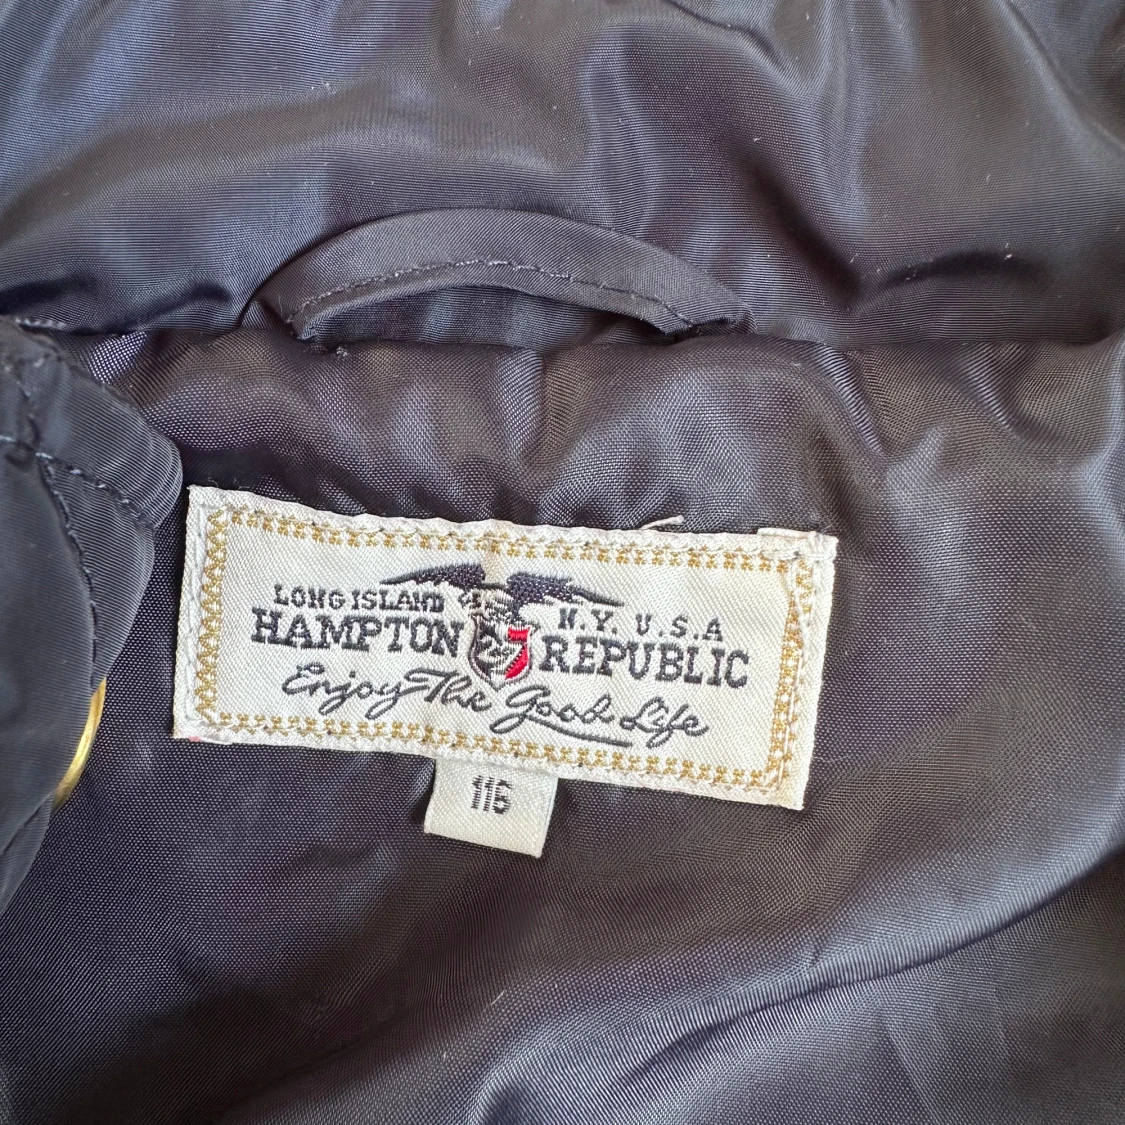 LONG ISLAND N.Y. U.S.A
HAMPTON REPUBLIC
27
Enjoy The Good Life
116